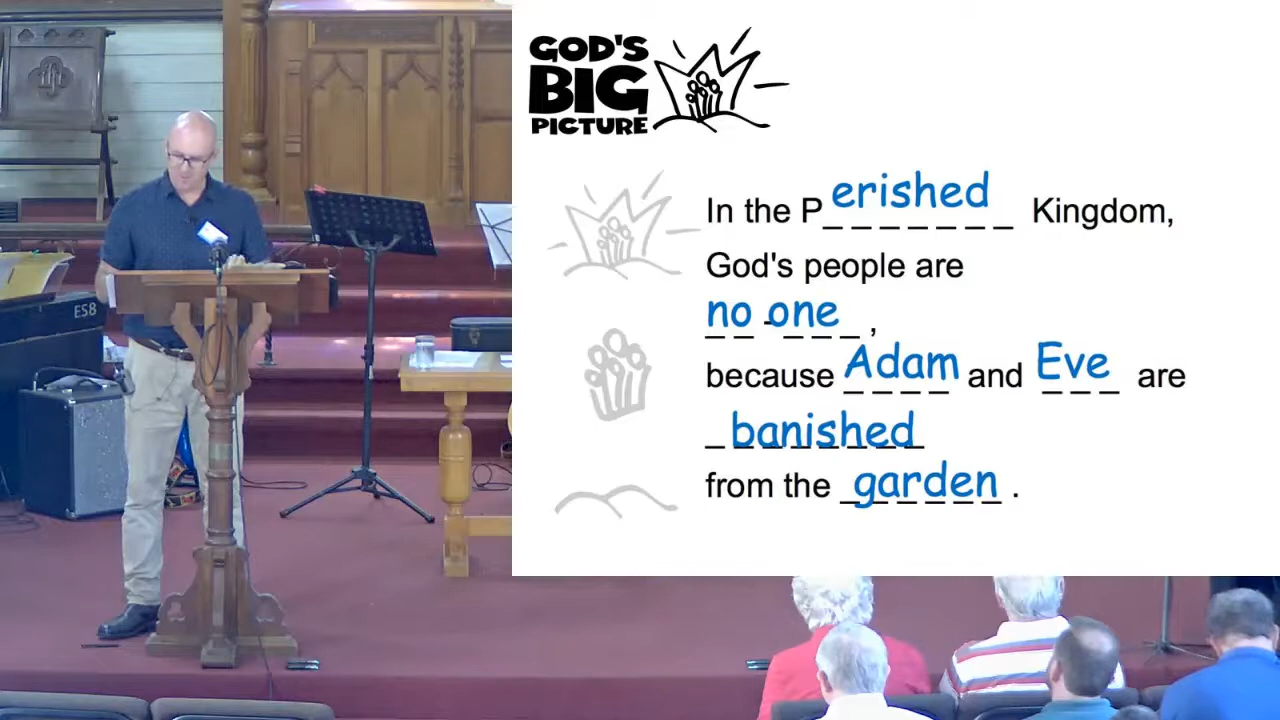 GOD'S
BIG
PICTURE
In the Perished Kingdom,
God's people are
no one,
because Adam and Eve are
banished
from the garden.
ES8